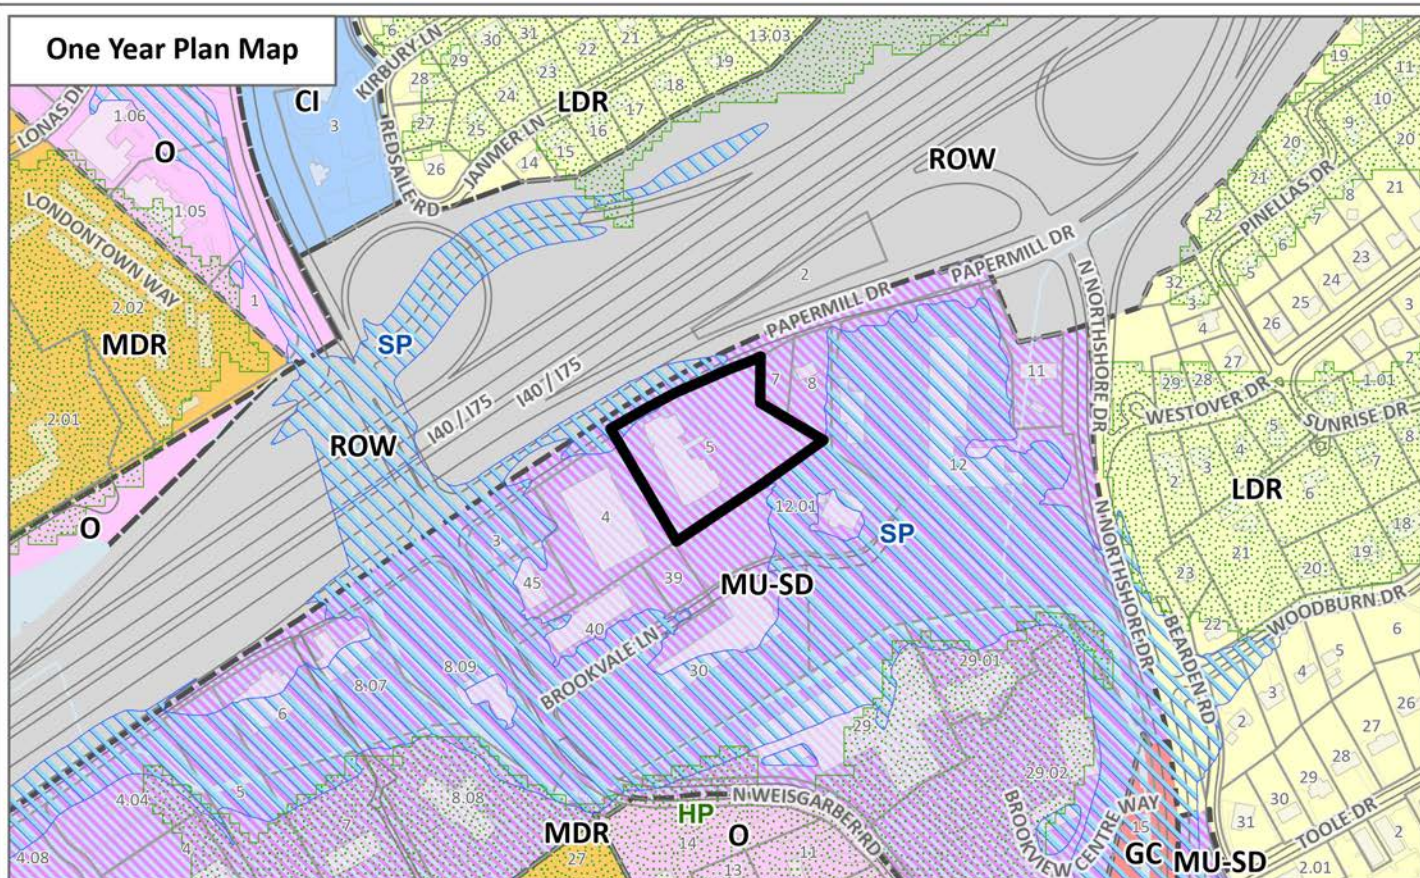 One Year Plan Map
LONAS DR
1.06
O
1.05
LONDONTOWN WAY
2.02
MDR
2.01
1
O
CI
3
KIRBURY LN
REDSAILE RD
JANMER LN
6
30
31
22
21
13.03
29
28
23
19
24
LDR
18
17
27
25
16
15
14
26
ROW
SP
ROW
I40 / I75
I40 / I75
2
PAPERMILL DR
PAPERMILL DR
N NORTHSHORE DR
PINELLAS DR
19
11
10
20
9
20
21
8
21
22
7
6
23
5
24
32
3
25
4
26
3
27
2
1.01
29
28
WESTOVER DR
SUNRISE DR
5
8
3
4
7
2
LDR
6
21
19
18
23
20
22
WOODBURN DR
7
8
11
5
12
4
12.01
SP
3
45
39
MU-SD
40
BROOKVALE LN
30
N NORTHSHORE DR
BEARDEN RD
6
5
4
3
26
2
27
28
29
30
31
TOOLE DR
2
2.01
8.09
8.07
6
5
4.04
4.08
4
7
8.08
29.01
29
29.02
BROOKVIEW CENTRE WAY
15
GC
MU-SD
N WEISGARBER RD
HP
MDR
27
O
14
13
11